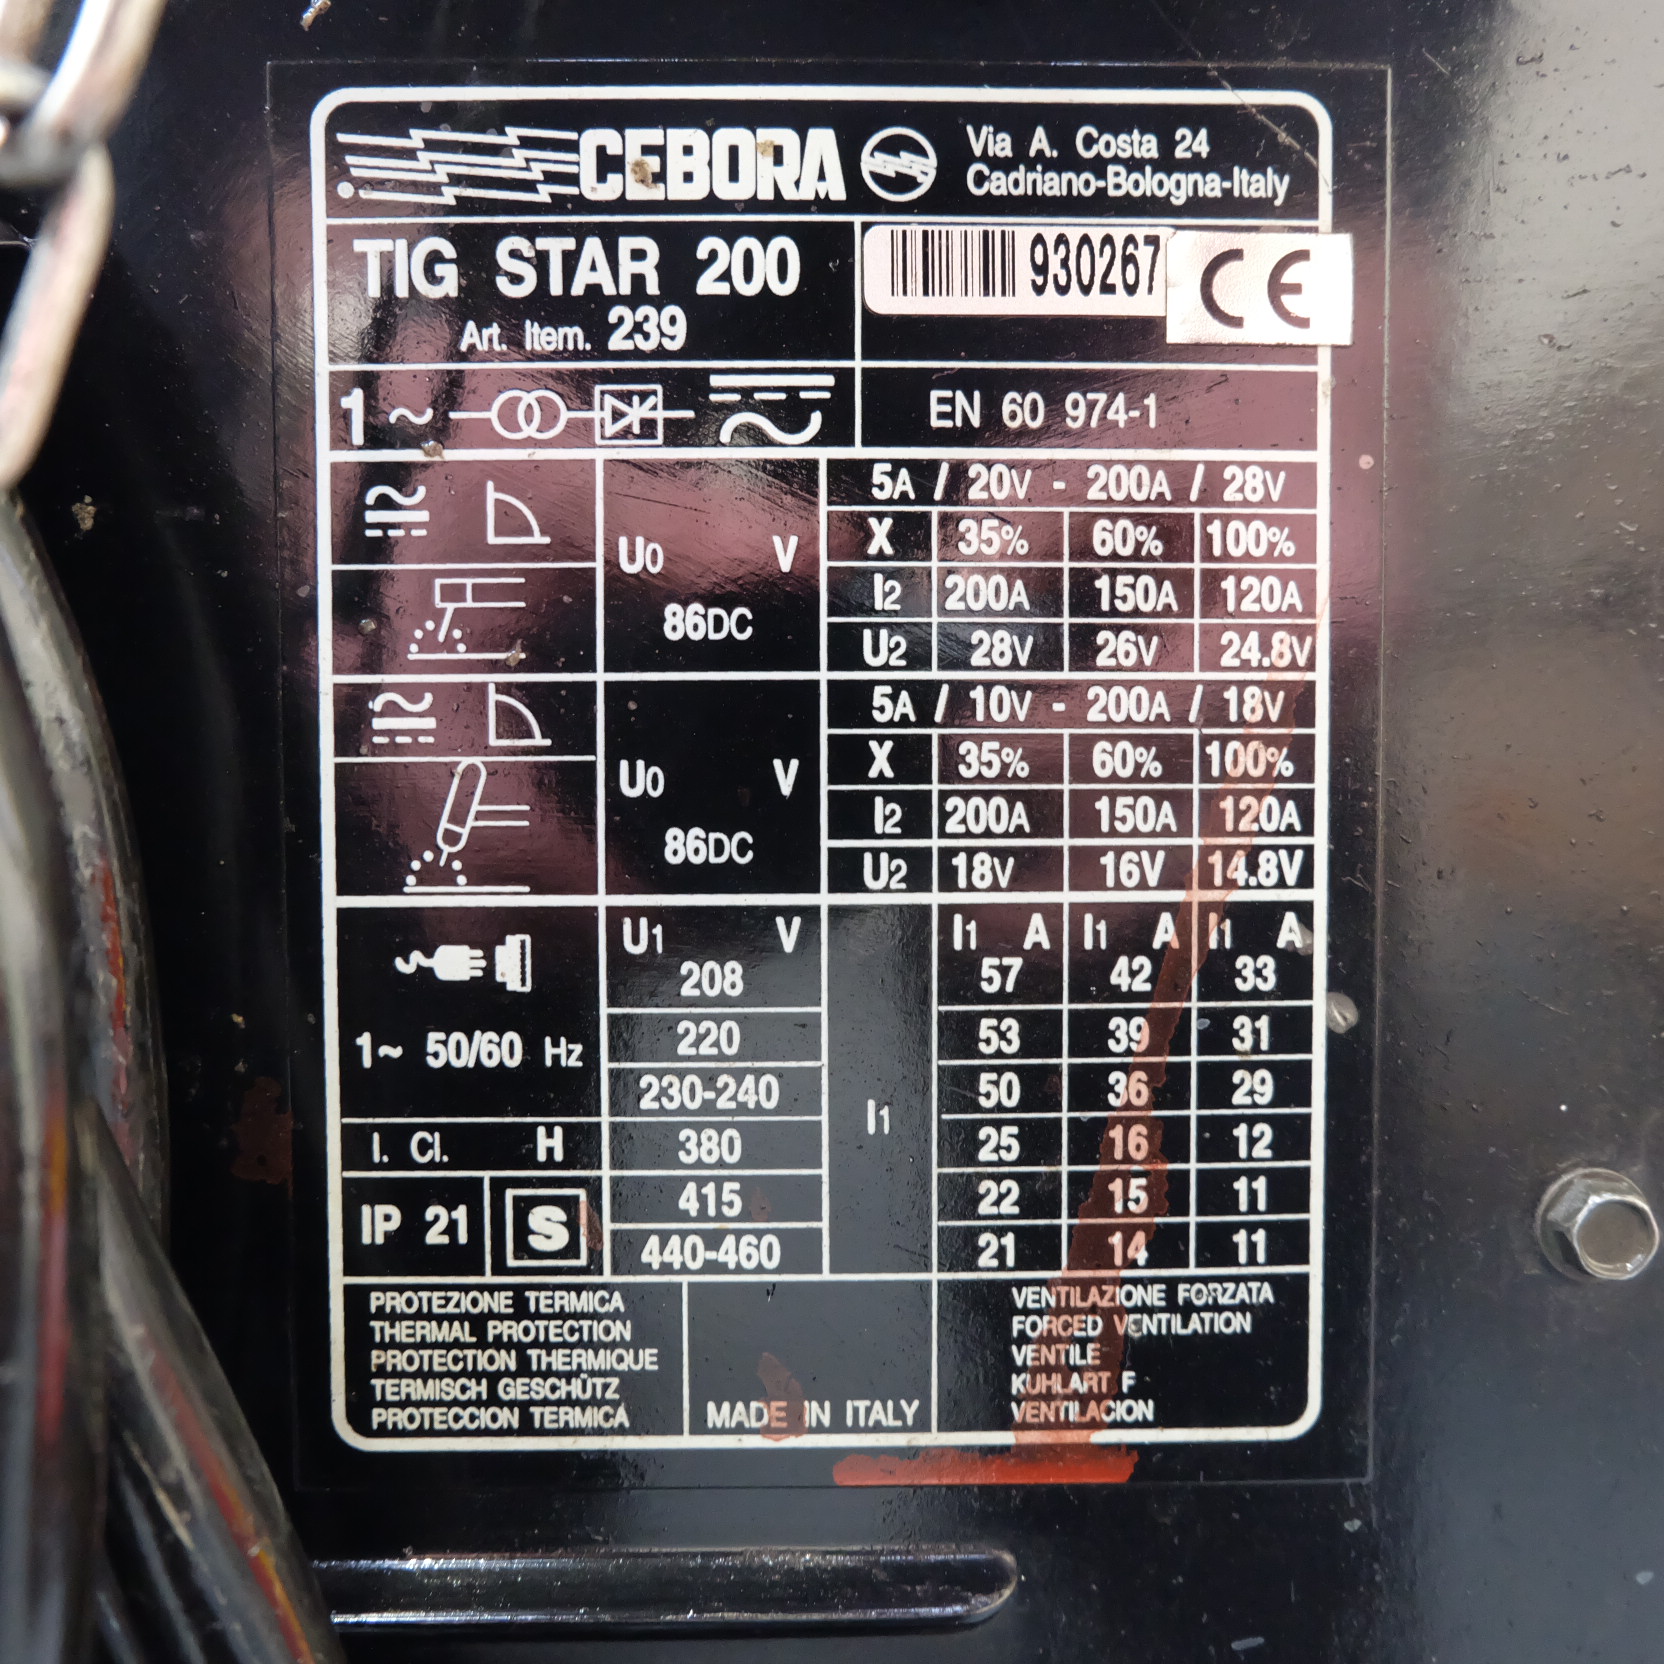 CEBORA
Via A. Costa 24
Cadriano-Bologna-Italy
TIG STAR 200
Art. Item. 239
930267
CE
1 ~
EN 60 974-1
U0 V
86DC
5A / 20V - 200A / 28V
X 35% 60% 100%
I2 200A 150A 120A
U2 28V 26V 24.8V
U0 V
86DC
5A / 10V - 200A / 18V
X 35% 60% 100%
I2 200A 150A 120A
U2 18V 16V 14.8V
1~ 50/60 Hz
I. Cl. H
IP 21 S
U1 V I1 I1 A I1 A I1 A
208 57 42 33
220 53 39 31
230-240 50 36 29
380 25 16 12
415 22 15 11
440-460 21 14 11
PROTEZIONE TERMICA
THERMAL PROTECTION
PROTECTION THERMIQUE
TERMISCH GESCHÜTZ
PROTECCION TERMICA
MADE IN ITALY
VENTILAZIONE FORZATA
FORCED VENTILATION
VENTILE
KUHLART F
VENTILACION